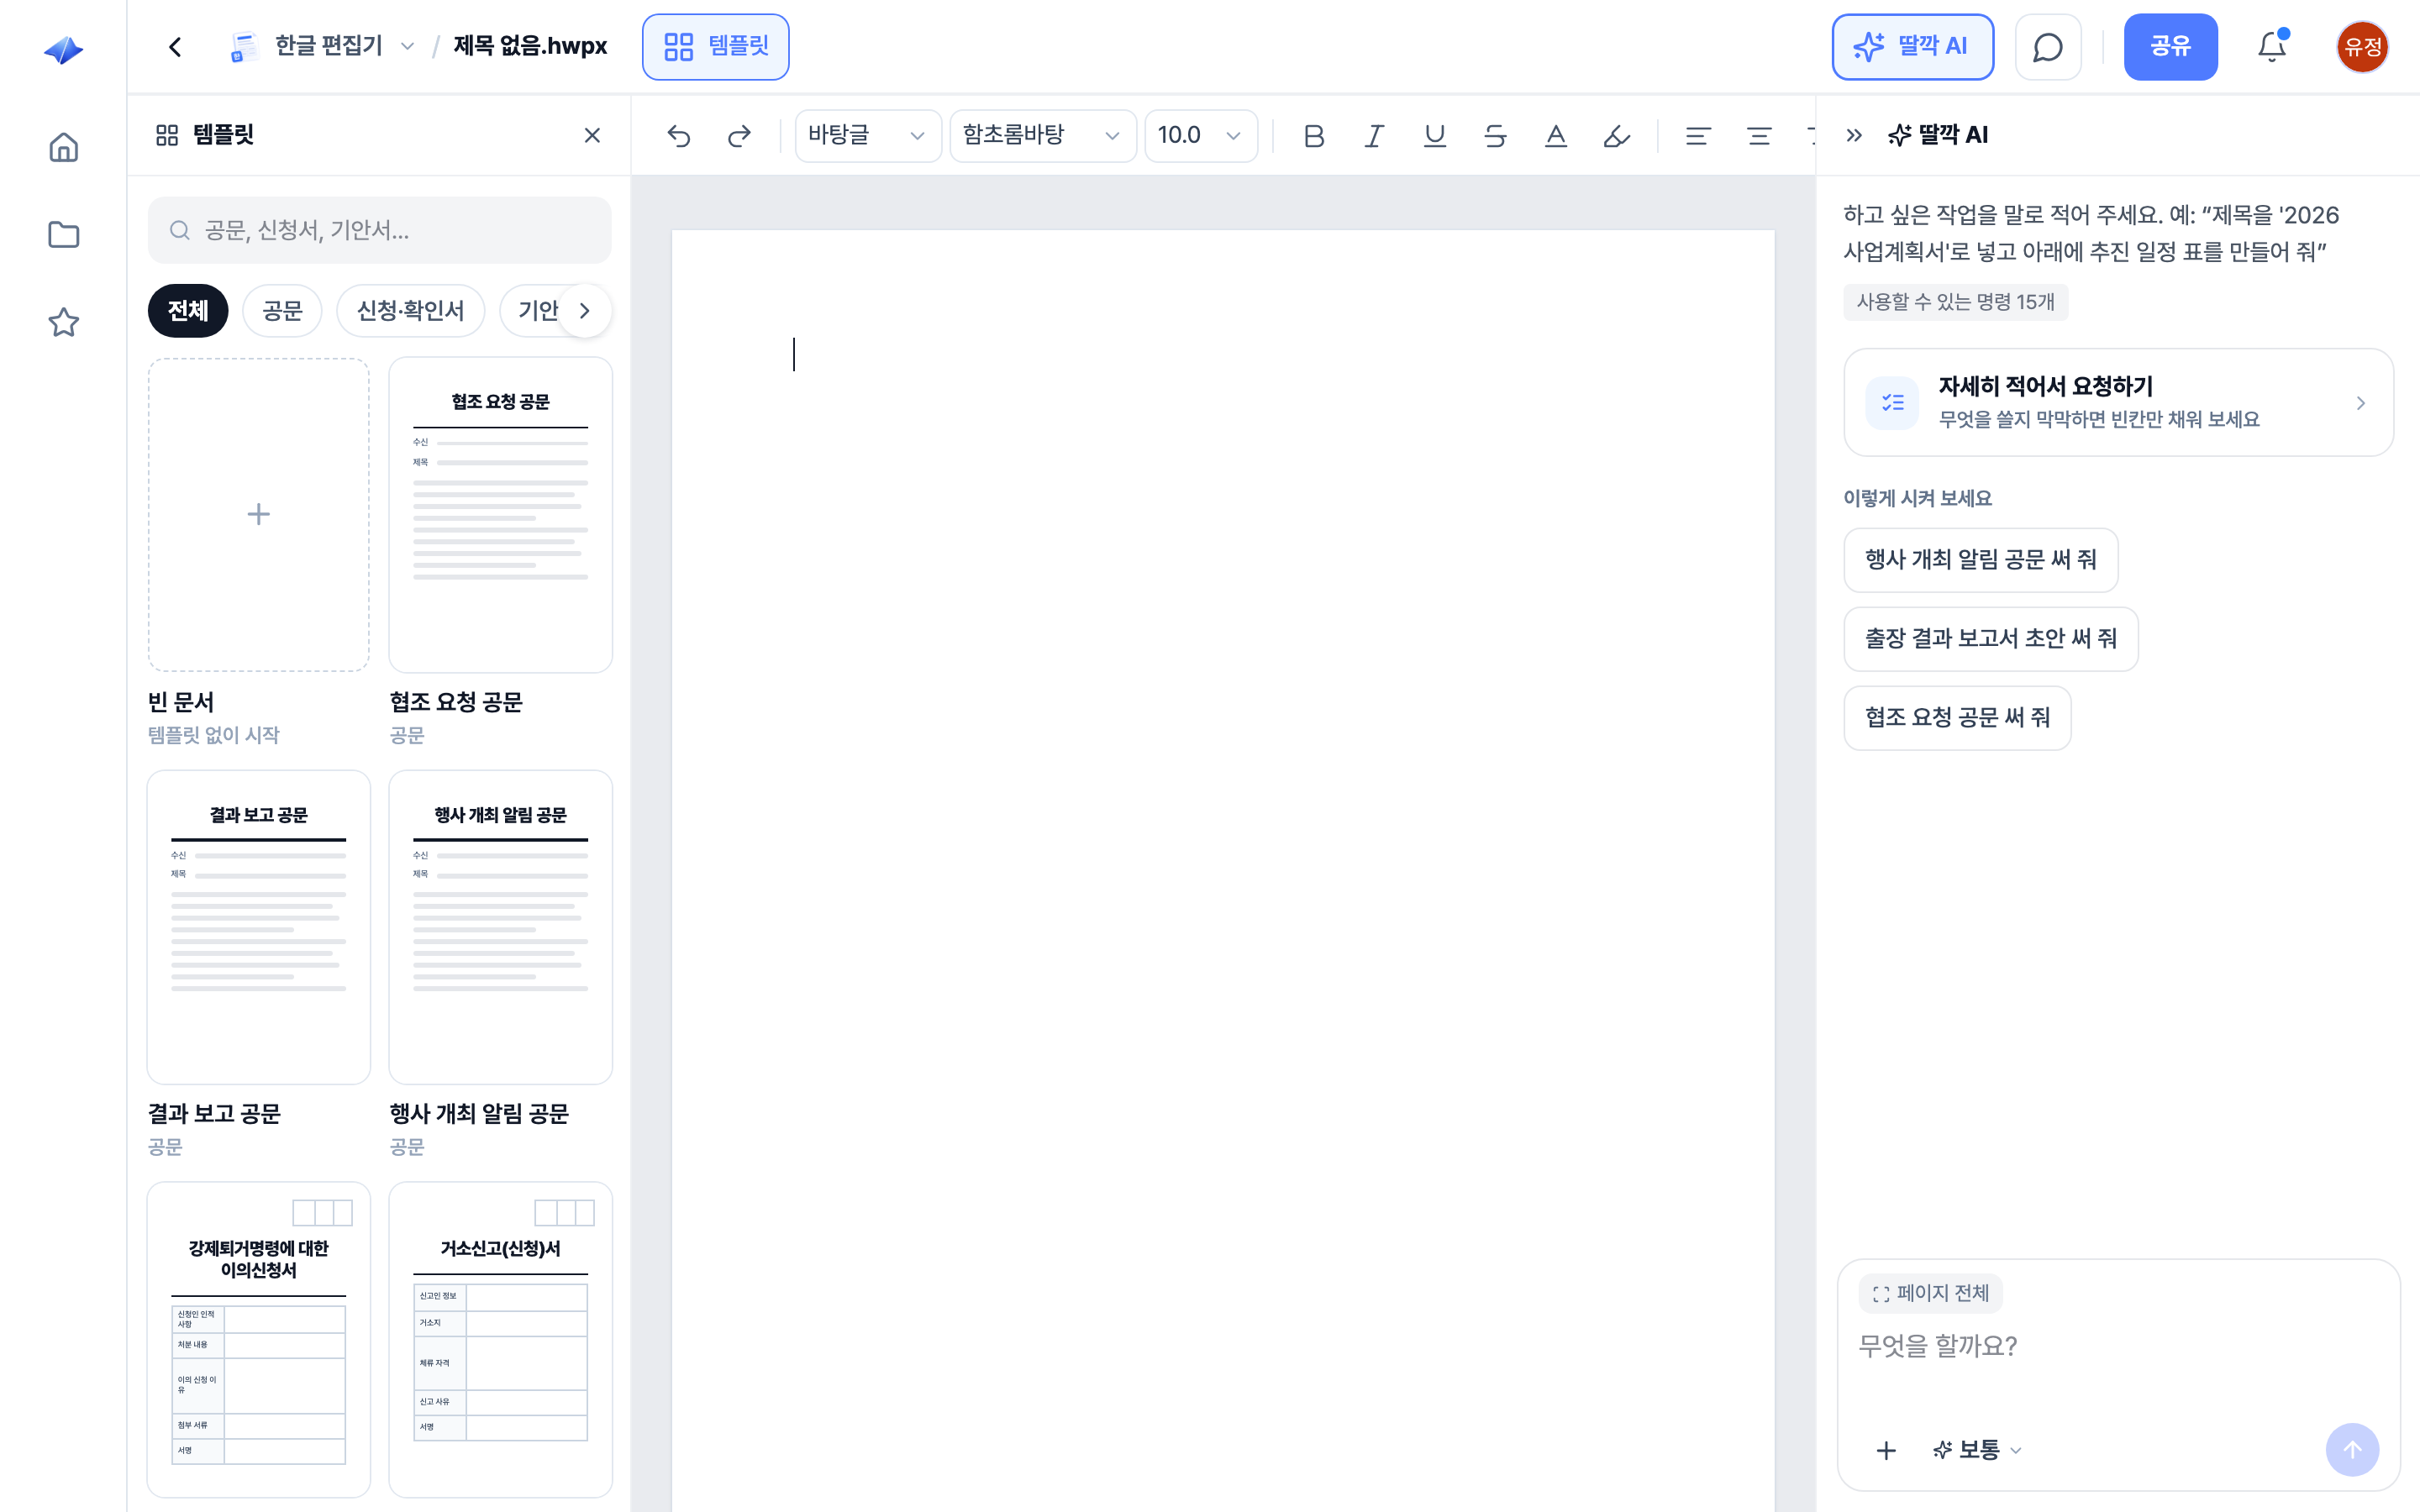 한글 편집기 / 제목 없음.hwpx
템플릿
딸깍 AI
공유
유정
템플릿
공문, 신청서, 기안서...
전체
공문
신청·확인서
기안
협조 요청 공문
수신
제목
빈 문서
템플릿 없이 시작
협조 요청 공문
공문
결과 보고 공문
수신
제목
행사 개최 알림 공문
수신
제목
결과 보고 공문
공문
행사 개최 알림 공문
공문
강제퇴거명령에 대한
이의신청서
신청인 인적
사항
처분 내용
이의 신청 이
유
첨부 서류
서명
거소신고(신청)서
신고인 정보
거소지
체류 자격
신고 사유
서명
바탕글
함초롬바탕
10.0
딸깍 AI
하고 싶은 작업을 말로 적어 주세요. 예: “제목을 '2026
사업계획서'로 넣고 아래에 추진 일정 표를 만들어 줘”
사용할 수 있는 명령 15개
자세히 적어서 요청하기
무엇을 쓸지 막막하면 빈칸만 채워 보세요
이렇게 시켜 보세요
행사 개최 알림 공문 써 줘
출장 결과 보고서 초안 써 줘
협조 요청 공문 써 줘
페이지 전체
무엇을 할까요?
보통